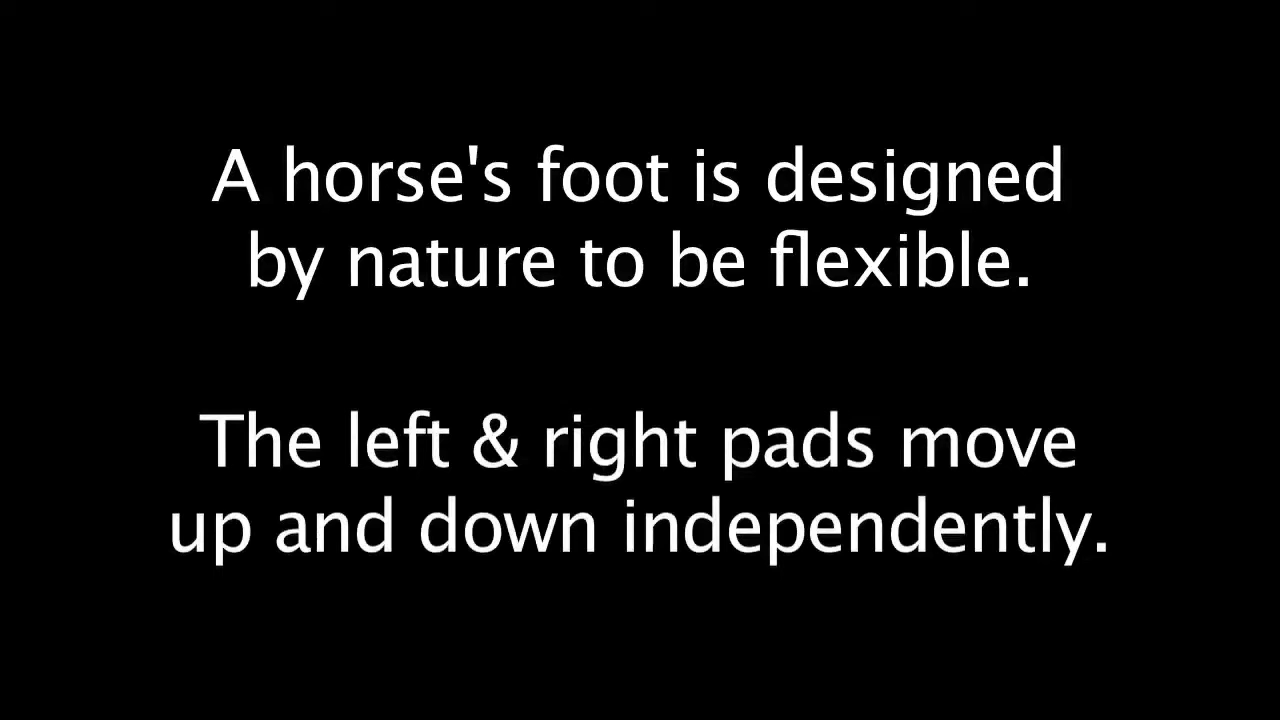 A horse's foot is designed
by nature to be flexible.
The left & right pads move
up and down independently.